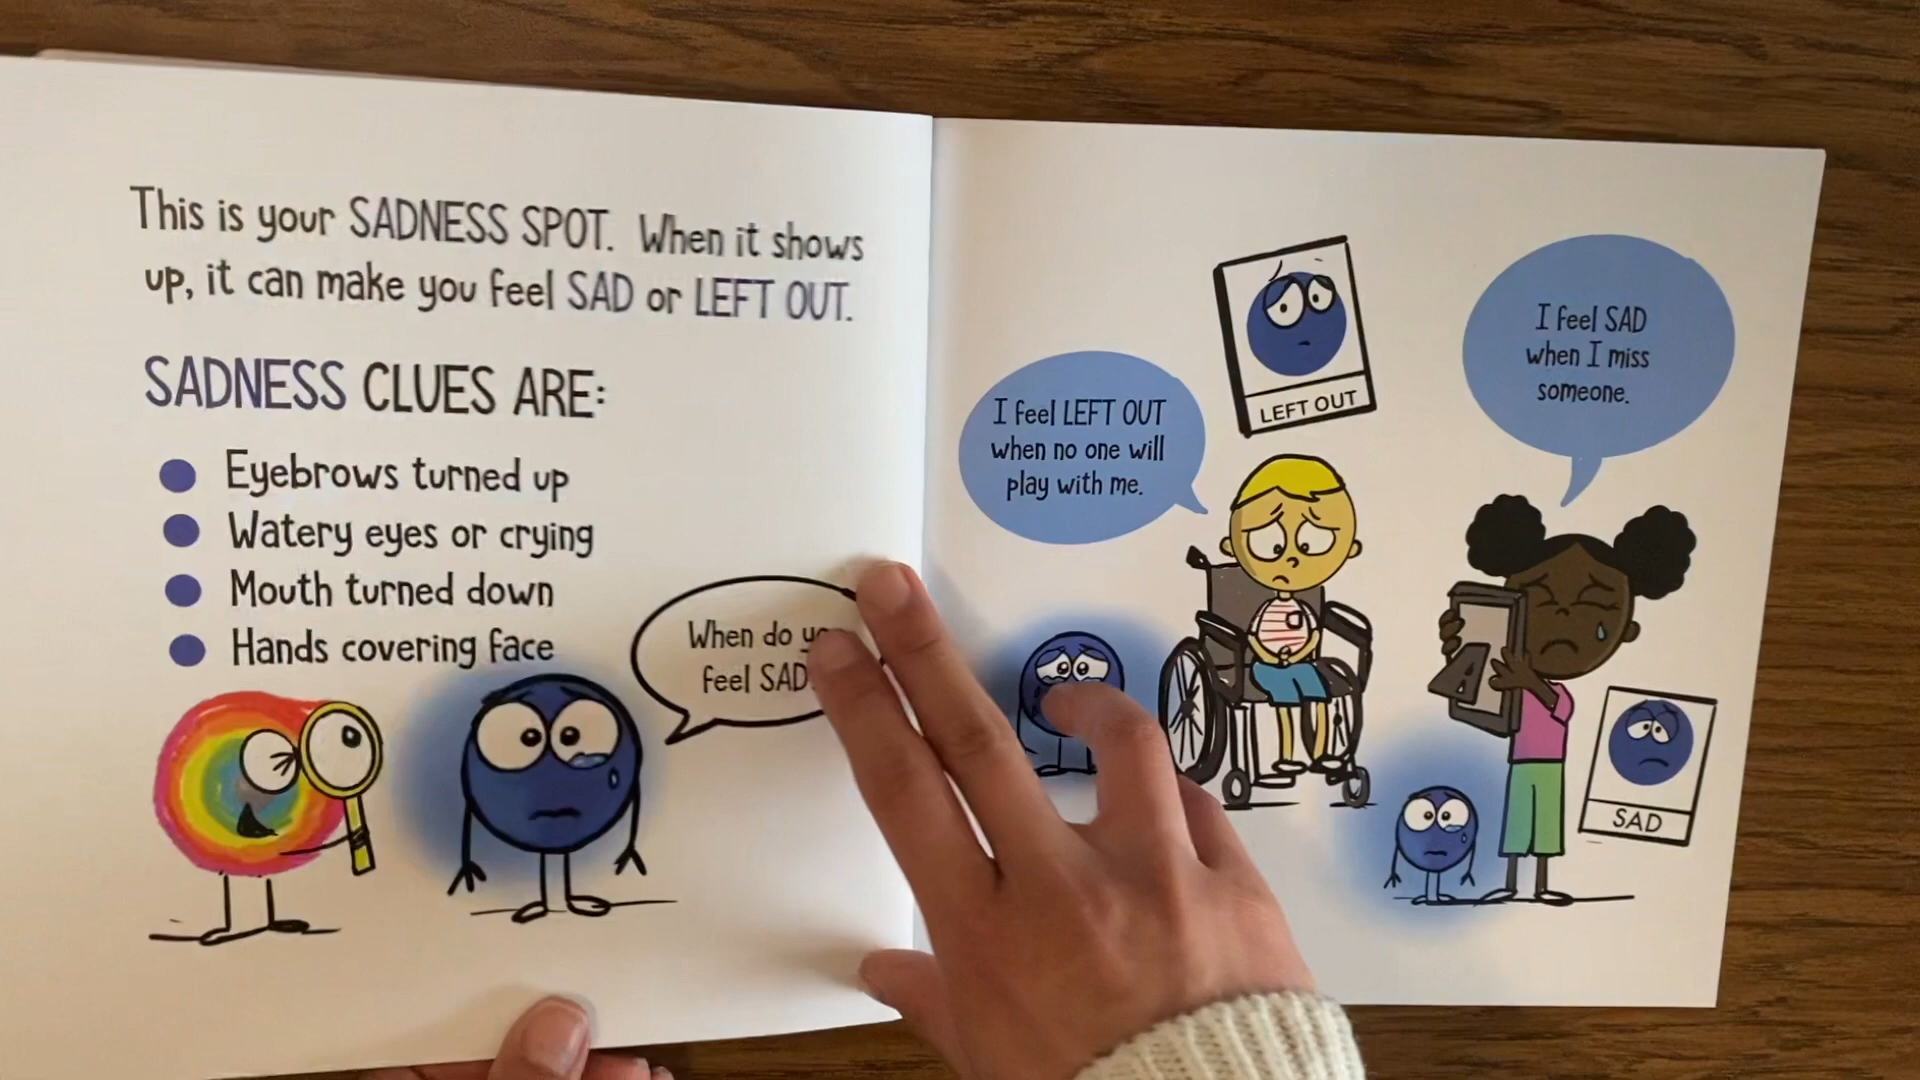 This is your SADNESS SPOT. When it shows
up, it can make you feel SAD or LEFT OUT.
SADNESS CLUES ARE:
Eyebrows turned up
Watery eyes or crying
Mouth turned down
Hands covering face
When do
feel SAD
LEFT OUT
I feel LEFT OUT
when no one will
play with me.
I feel SAD
when I miss
someone.
SAD